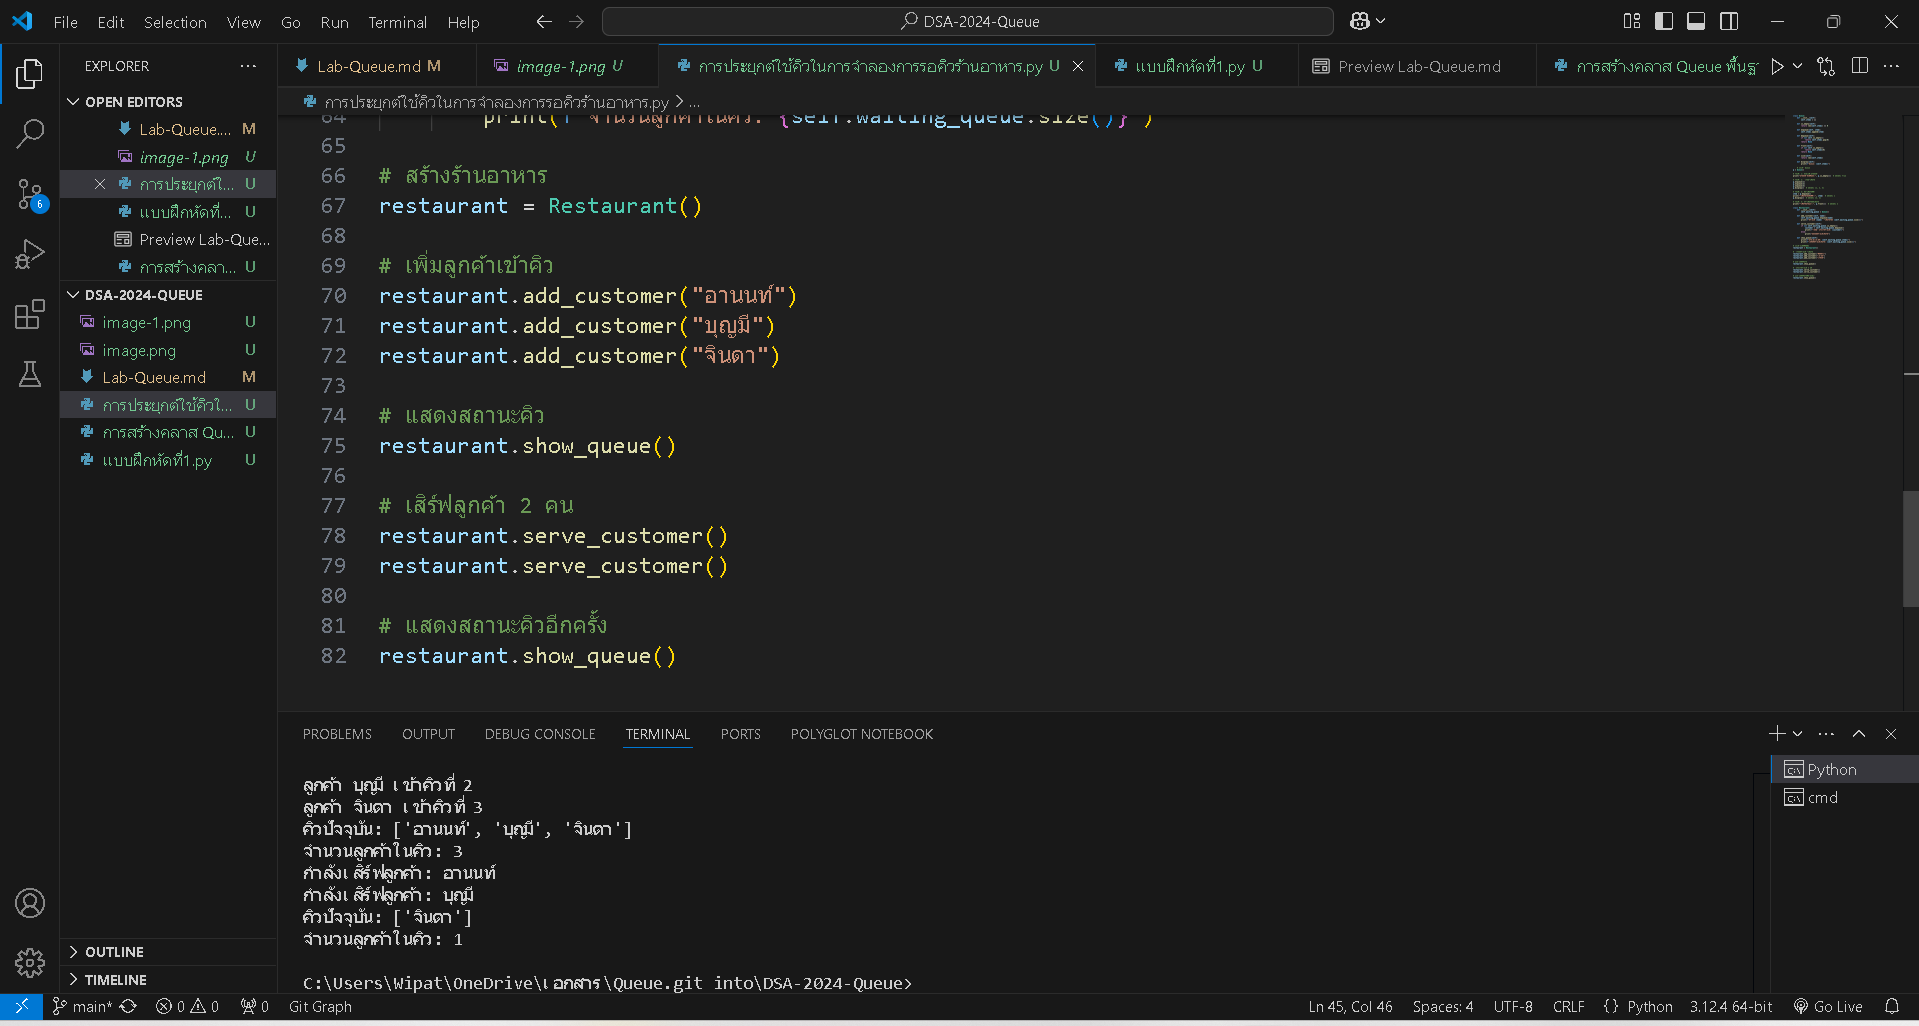 File Edit Selection View Go Run Terminal Help
DSA-2024-Queue
EXPLORER
Lab-Queue.md M
image-1.png U
การประยุกต์ใช้คิวในการจำลองการรอคิวร้านอาหาร.py U
แบบฝึกหัดที่1.py U
Preview Lab-Queue.md
การสร้างคลาส Queue พื้นฐ
OPEN EDITORS
Lab-Queue.... M
image-1.png U
การประยุกต์ใ... U
แบบฝึกหัดที่... U
Preview Lab-Que...
การสร้างคลา... U
DSA-2024-QUEUE
image-1.png U
image.png U
Lab-Queue.md M
การประยุกต์ใช้คิวใ... U
การสร้างคลาส Qu... U
แบบฝึกหัดที่1.py U
OUTLINE
TIMELINE
การประยุกต์ใช้คิวในการจำลองการรอคิวร้านอาหาร.py > ...
64 print(f"จำนวนลูกค้าในคิว: {self.waiting_queue.size()}")
65
66 # สร้างร้านอาหาร
67 restaurant = Restaurant()
68
69 # เพิ่มลูกค้าเข้าคิว
70 restaurant.add_customer("อานนท์")
71 restaurant.add_customer("บุญมี")
72 restaurant.add_customer("จินดา")
73
74 # แสดงสถานะคิว
75 restaurant.show_queue()
76
77 # เสิร์ฟลูกค้า 2 คน
78 restaurant.serve_customer()
79 restaurant.serve_customer()
80
81 # แสดงสถานะคิวอีกครั้ง
82 restaurant.show_queue()
PROBLEMS OUTPUT DEBUG CONSOLE TERMINAL PORTS POLYGLOT NOTEBOOK
ลูกค้า บุญมี เข้าคิวที่ 2
ลูกค้า จินดา เข้าคิวที่ 3
คิวปัจจุบัน: ['อานนท์', 'บุญมี', 'จินดา']
จำนวนลูกค้าในคิว: 3
กำลังเสิร์ฟลูกค้า: อานนท์
กำลังเสิร์ฟลูกค้า: บุญมี
คิวปัจจุบัน: ['จินดา']
จำนวนลูกค้าในคิว: 1
C:\Users\Wipat\OneDrive\เอกสาร\Queue.git into\DSA-2024-Queue>
Python
cmd
6
main* 0 0 0 Git Graph
Ln 45, Col 46 Spaces: 4 UTF-8 CRLF {} Python 3.12.4 64-bit Go Live